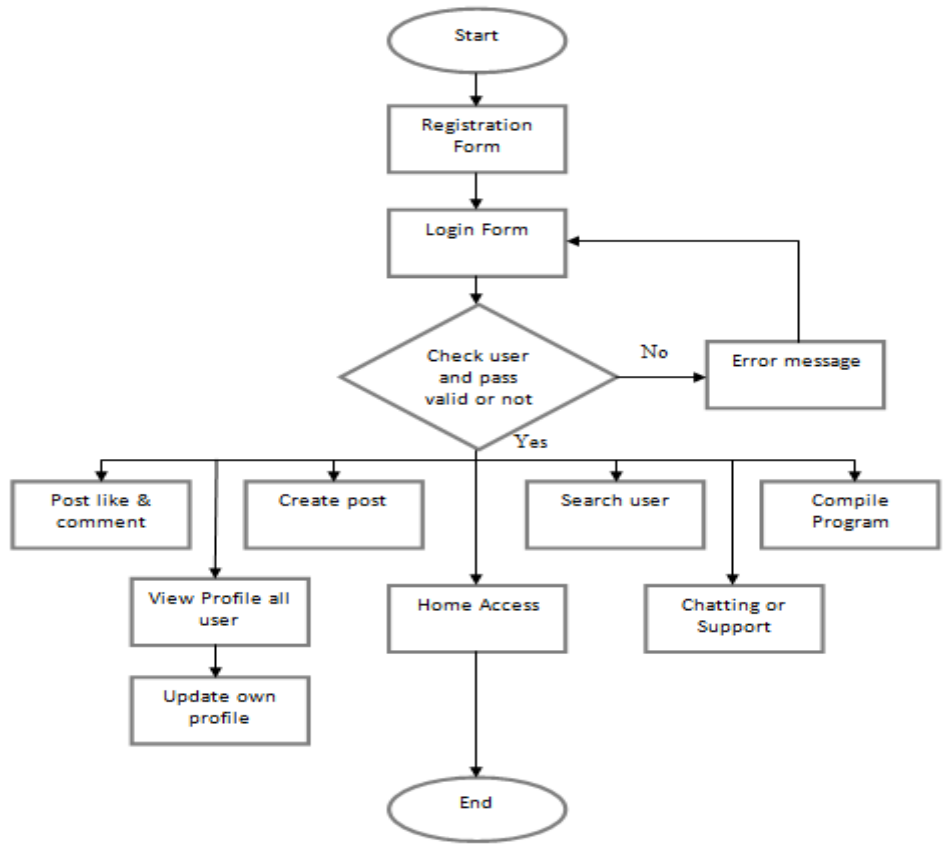 Start
Registration
Form
Login Form
Check user
and pass
valid or not
No
Error message
Yes
Post like &
comment
Create post
Search user
Compile
Program
View Profile all
user
Home Access
Chatting or
Support
Update own
profile
End